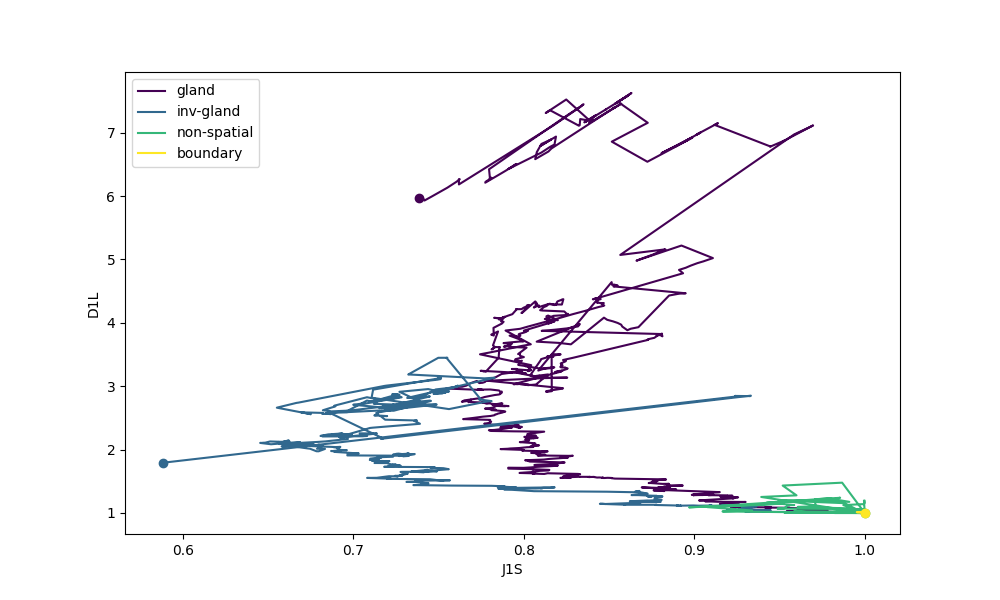 gland
inv-gland
non-spatial
boundary
7
6
5
4
3
2
1
D1L
0.6 0.7 0.8 0.9 1.0
J1S